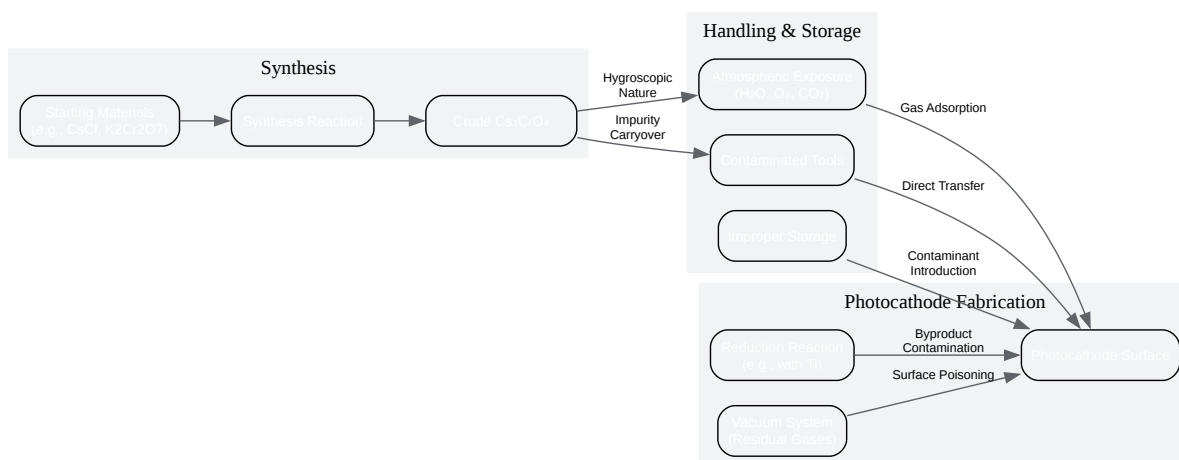 Handling & Storage
Synthesis
Atmospheric Exposure
(H₂O, O₂, CO₂)
Hygroscopic
Nature
Starting Materials
(e.g., CsCl, K2Cr2O7)
Synthesis Reaction
Crude Cs₂CrO₄
Gas Adsorption
Impurity
Carryover
Contaminated Tools
Direct Transfer
Improper Storage
Contaminant
Introduction
Photocathode Fabrication
Reduction Reaction
(e.g., with Ti)
Byproduct
Contamination
Photocathode Surface
Surface Poisoning
Vacuum System
(Residual Gases)